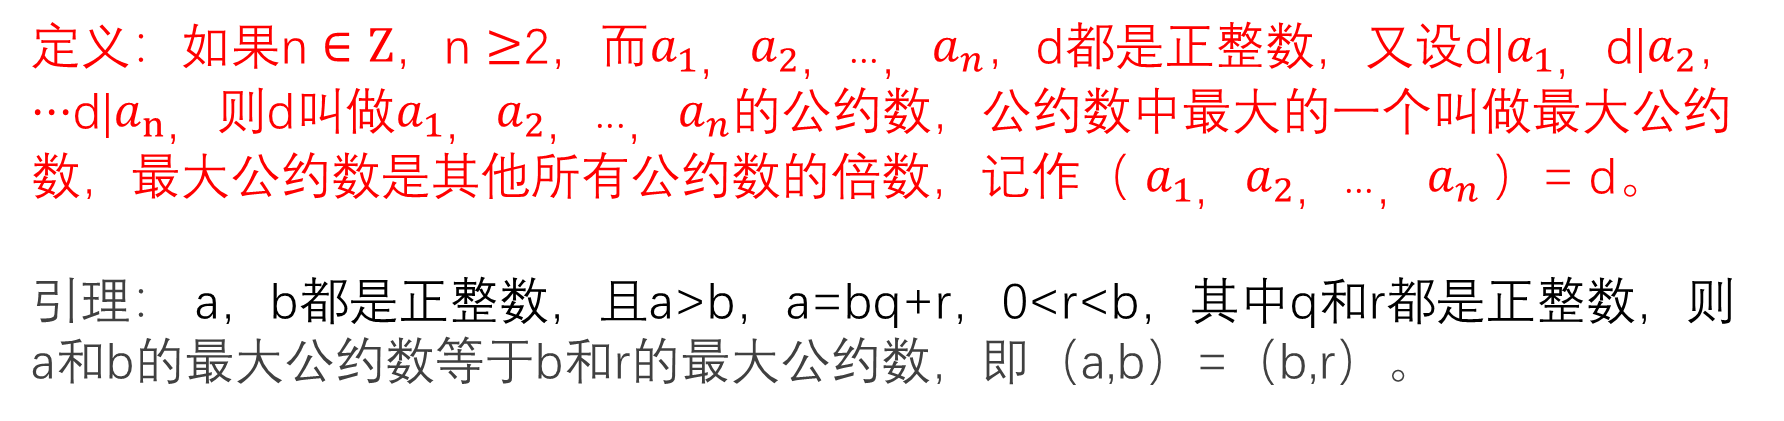 定义：如果n ∈ Z，n ≥2，而a₁，a₂，…，aₙ，d都是正整数，又设d|a₁，d|a₂，
…d|aₙ，则d叫做a₁，a₂，…，aₙ的公约数，公约数中最大的一个叫做最大公约
数，最大公约数是其他所有公约数的倍数，记作（a₁，a₂，…，aₙ）= d。
引理： a，b都是正整数，且a>b，a=bq+r，0<r<b，其中q和r都是正整数，则
a和b的最大公约数等于b和r的最大公约数，即（a,b）=（b,r）。